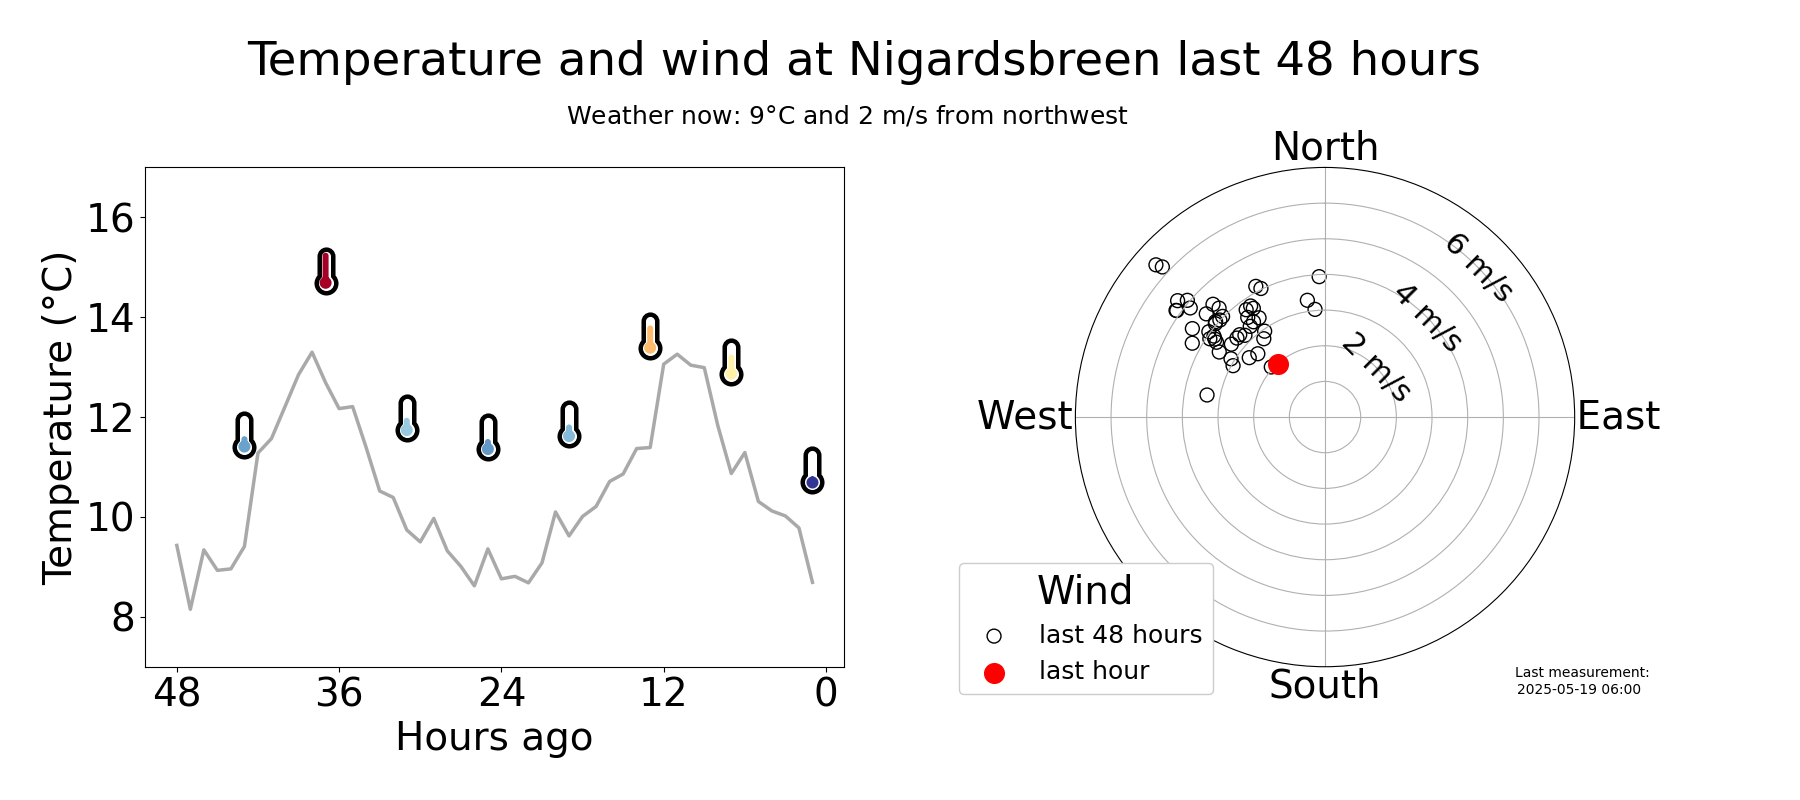 Temperature and wind at Nigardsbreen last 48 hours
Weather now: 9°C and 2 m/s from northwest
Temperature (°C)
16
14
12
10
8
48 36 24 12 0
Hours ago
North
West
East
South
6 m/s
4 m/s
2 m/s
Wind
last 48 hours
last hour
Last measurement:
2025-05-19 06:00